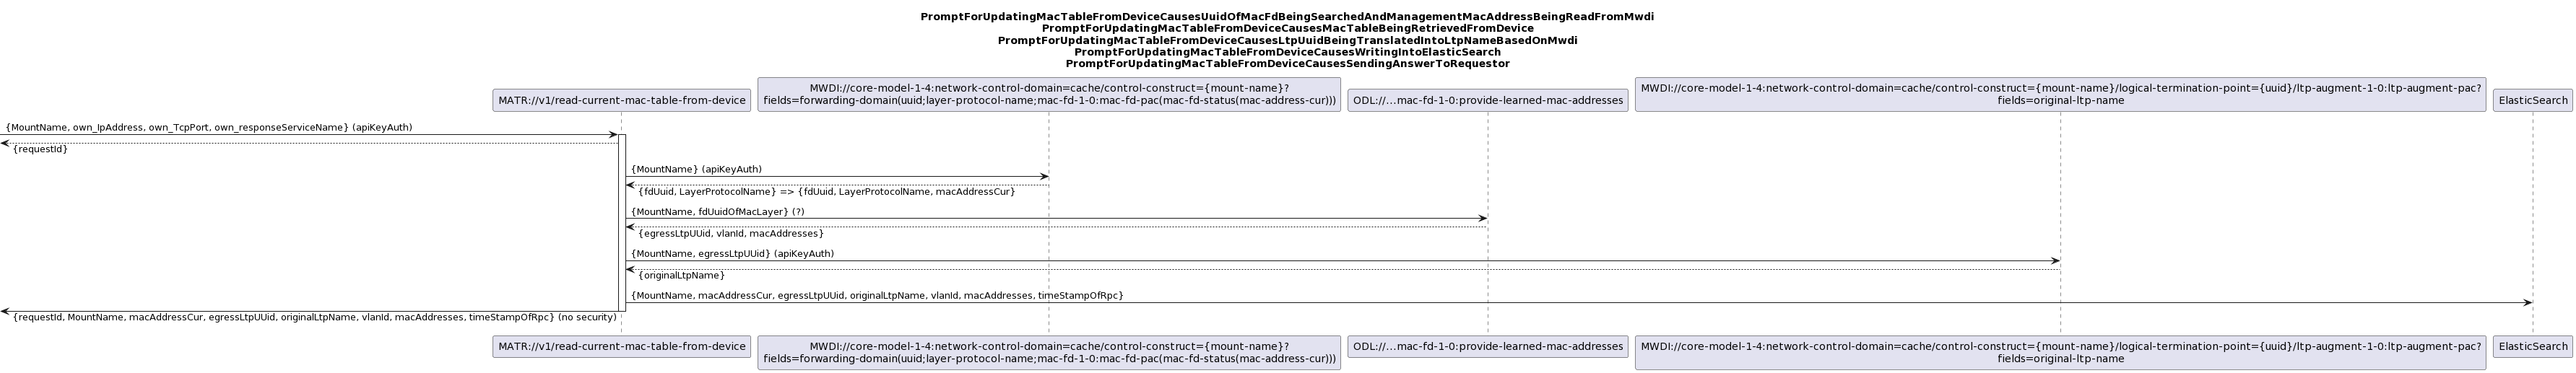 PromptForUpdatingMacTableFromDeviceCausesUuidOfMacFdBeingSearchedAndManagementMacAddressBeingReadFromMwdi
PromptForUpdatingMacTableFromDeviceCausesMacTableBeingRetrievedFromDevice
PromptForUpdatingMacTableFromDeviceCausesLtpUuidBeingTranslatedIntoLtpNameBasedOnMwdi
PromptForUpdatingMacTableFromDeviceCausesWritingIntoElasticSearch
PromptForUpdatingMacTableFromDeviceCausesSendingAnswerToRequestor
MATR://v1/read-current-mac-table-from-device
MWDI://core-model-1-4:network-control-domain=cache/control-construct={mount-name}?
fields=forwarding-domain(uuid;layer-protocol-name;mac-fd-1-0:mac-fd-pac(mac-fd-status(mac-address-cur)))
ODL://...mac-fd-1-0:provide-learned-mac-addresses
MWDI://core-model-1-4:network-control-domain=cache/control-construct={mount-name}/logical-termination-point={uuid}/ltp-augment-1-0:ltp-augment-pac?
fields=original-ltp-name
ElasticSearch
{MountName, own_IpAddress, own_TcpPort, own_responseServiceName} (apiKeyAuth)
{requestId}
{MountName} (apiKeyAuth)
{fdUuid, LayerProtocolName} => {fdUuid, LayerProtocolName, macAddressCur}
{MountName, fdUuidOfMacLayer} (?)
{egressLtpUUid, vlanId, macAddresses}
{MountName, egressLtpUUid} (apiKeyAuth)
{originalLtpName}
{MountName, macAddressCur, egressLtpUUid, originalLtpName, vlanId, macAddresses, timeStampOfRpc}
{requestId, MountName, macAddressCur, egressLtpUUid, originalLtpName, vlanId, macAddresses, timeStampOfRpc} (no security)
MATR://v1/read-current-mac-table-from-device
MWDI://core-model-1-4:network-control-domain=cache/control-construct={mount-name}?
fields=forwarding-domain(uuid;layer-protocol-name;mac-fd-1-0:mac-fd-pac(mac-fd-status(mac-address-cur)))
ODL://...mac-fd-1-0:provide-learned-mac-addresses
MWDI://core-model-1-4:network-control-domain=cache/control-construct={mount-name}/logical-termination-point={uuid}/ltp-augment-1-0:ltp-augment-pac?
fields=original-ltp-name
ElasticSearch